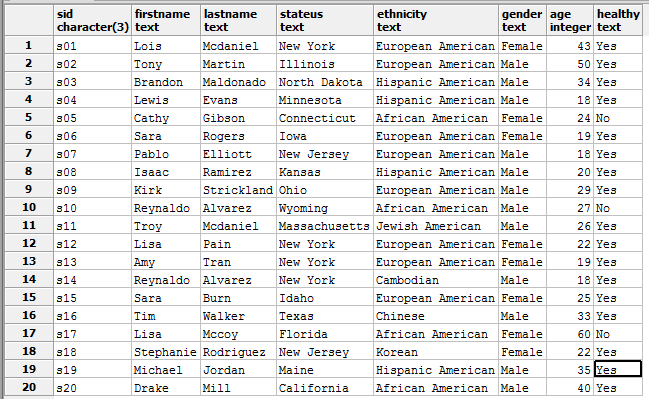 sid firstname lastname stateus ethnicity gender age healthy
character(3) text text text text text integer text
1 s01 Lois Mcdaniel New York European American Female 43 Yes
2 s02 Tony Martin Illinois European American Male 50 Yes
3 s03 Brandon Maldonado North Dakota Hispanic American Male 34 Yes
4 s04 Lewis Evans Minnesota Hispanic American Male 18 Yes
5 s05 Cathy Gibson Connecticut African American Female 24 No
6 s06 Sara Rogers Iowa European American Female 19 Yes
7 s07 Pablo Elliott New Jersey European American Male 18 Yes
8 s08 Isaac Ramirez Kansas Hispanic American Male 20 Yes
9 s09 Kirk Strickland Ohio European American Male 29 Yes
10 s10 Reynaldo Alvarez Wyoming African American Male 27 No
11 s11 Troy Mcdaniel Massachusetts Jewish American Male 26 Yes
12 s12 Lisa Pain New York European American Female 22 Yes
13 s13 Amy Tran New York European American Female 19 Yes
14 s14 Reynaldo Alvarez New York Cambodian Male 18 Yes
15 s15 Sara Burn Idaho European American Female 25 Yes
16 s16 Tim Walker Texas Chinese Male 33 Yes
17 s17 Lisa Mccoy Florida African American Female 60 No
18 s18 Stephanie Rodriguez New Jersey Korean Female 22 Yes
19 s19 Michael Jordan Maine Hispanic American Male 35 Yes
20 s20 Drake Mill California African American Male 40 Yes